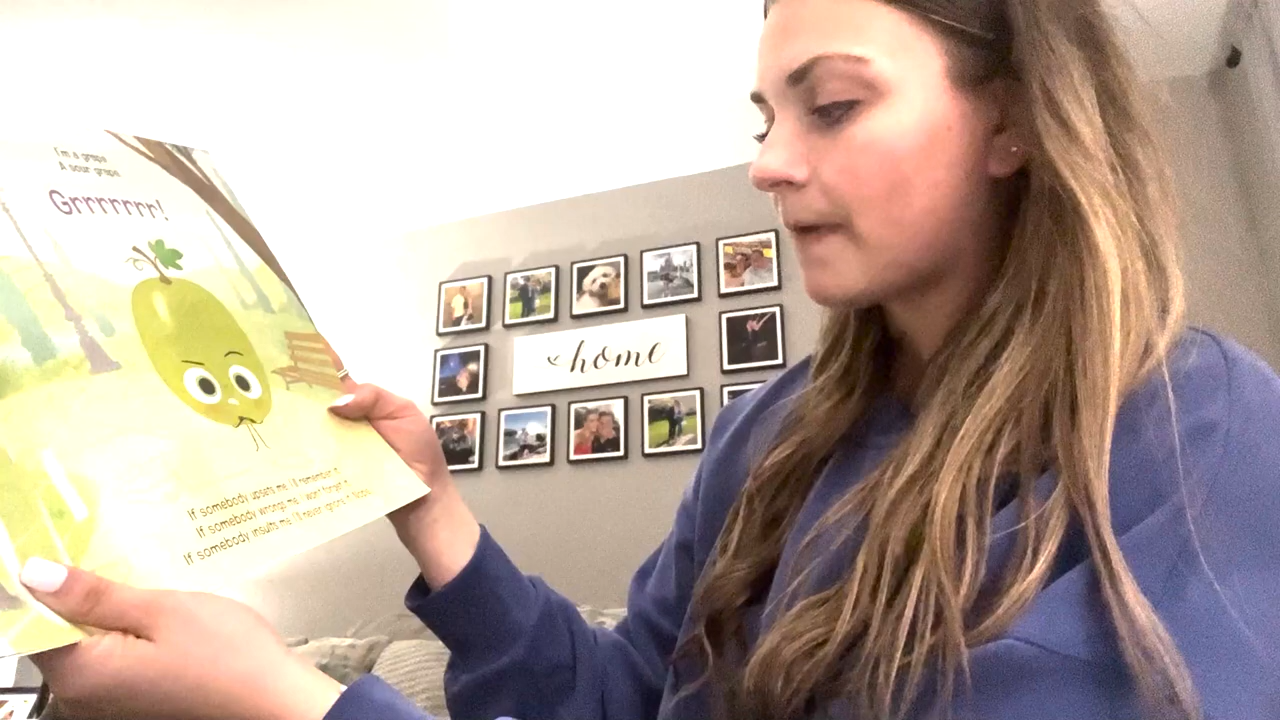 I'm a grape
A sour grape
Grrrrrrr!
If somebody upsets me, I'll remember it.
If somebody wrongs me, I won't forget it.
If somebody insults me, I'll never ignore it. Nope.
home